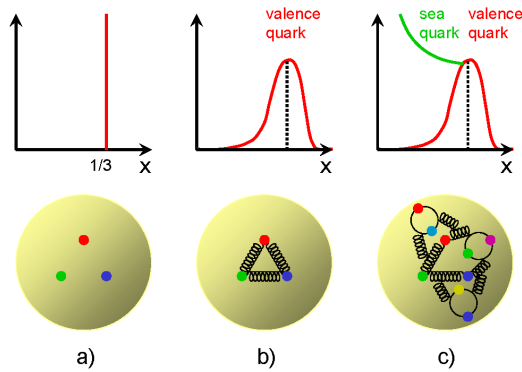 valence
quark
sea
quark
valence
quark
1/3
x
x
x
a)
b)
c)